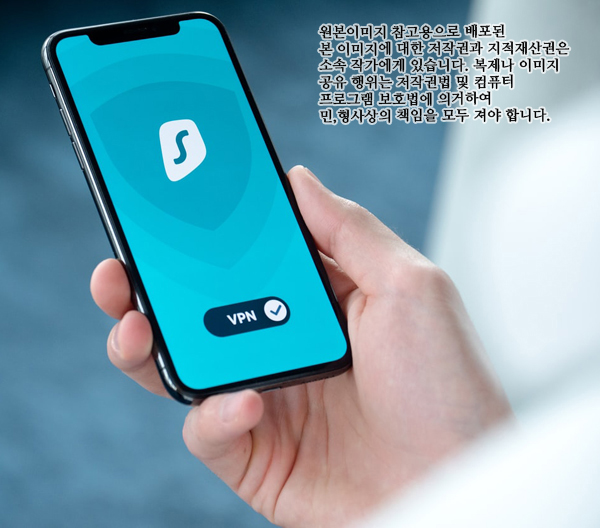 원본이미지 참고용으로 배포된
본 이미지에 대한 저작권과 지적재산권은
소속 작가에게 있습니다. 복제나 이미지
공유 행위는 저작권법 및 컴퓨터
프로그램 보호법에 의거하여
민,형사상의 책임을 모두 져야 합니다.
VPN